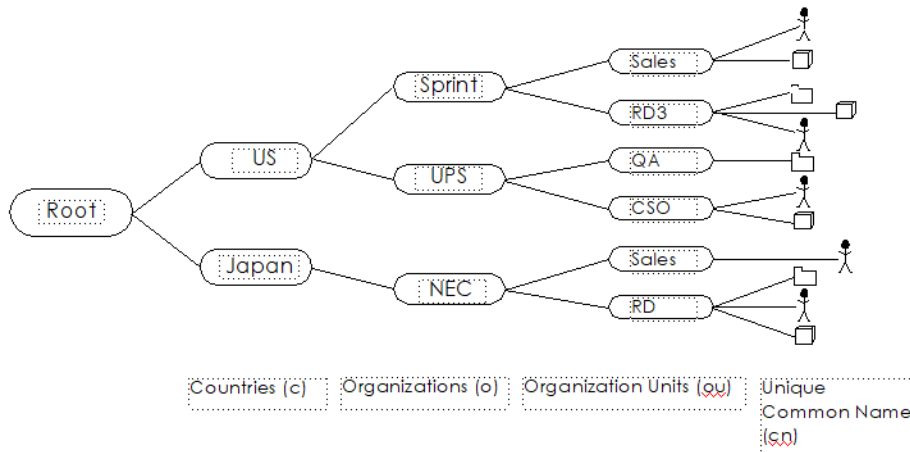 Sales
Sprint
RD3
US
QA
UPS
Root
CSO
Japan
Sales
NEC
RD
Countries (c)
Organizations (o)
Organization Units (ou)
Unique
Common Name
(cn)